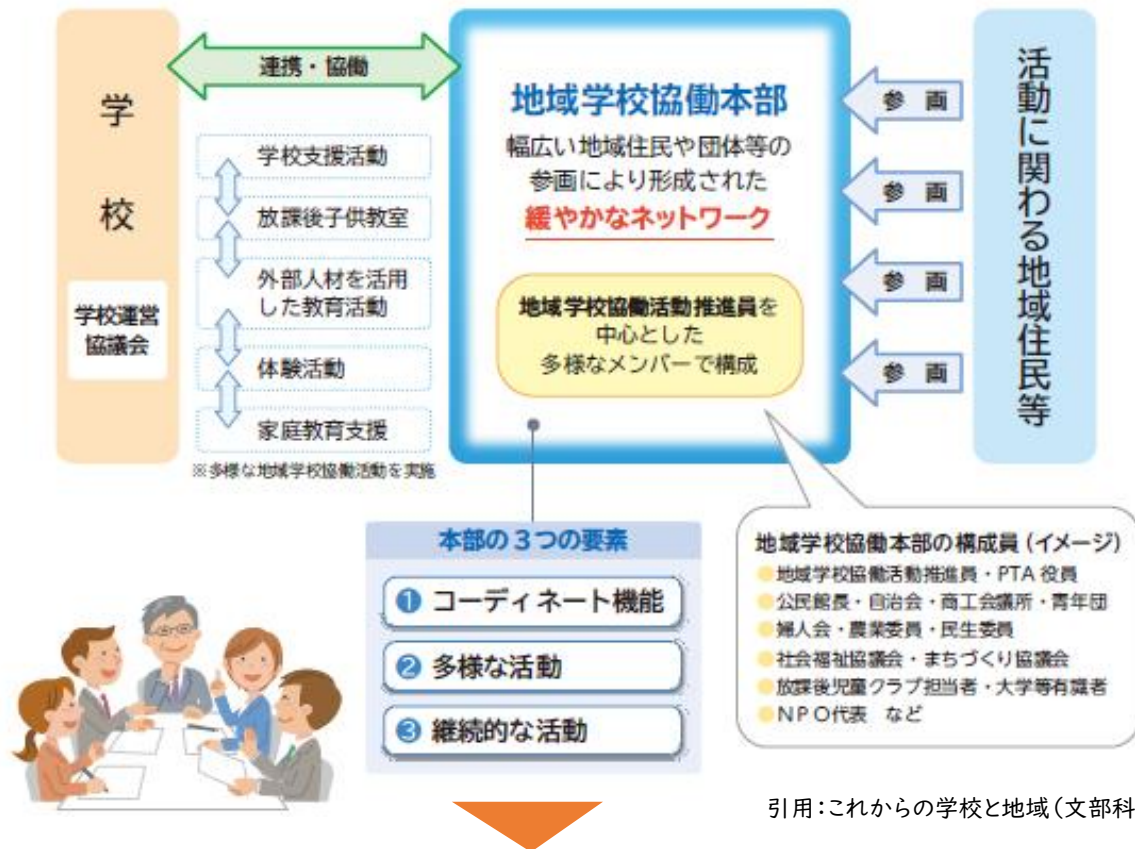 学校
学校運営
協議会
連携・協働
学校支援活動
放課後子供教室
外部人材を活用
した教育活動
体験活動
家庭教育支援
※多様な地域学校協働活動を実施
地域学校協働本部
幅広い地域住民や団体等の
参画により形成された
緩やかなネットワーク
地域学校協働活動推進員を
中心とした
多様なメンバーで構成
参画
参画
参画
参画
活動に関わる地域住民等
本部の3つの要素
❶ コーディネート機能
❷ 多様な活動
❸ 継続的な活動
地域学校協働本部の構成員(イメージ)
●地域学校協働活動推進員・PTA 役員
●公民館長・自治会・商工会議所・青年団
●婦人会・農業委員・民生委員
●社会福祉協議会・まちづくり協議会
●放課後児童クラブ担当者・大学等有識者
●NPO代表 など
引用:これからの学校と地域(文部科